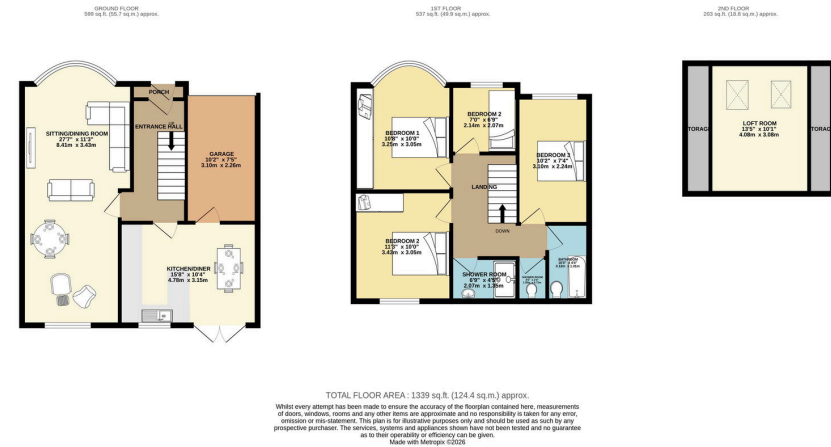 GROUND FLOOR
599 sq.ft. (55.7 sq.m.) approx.
SITTING/DINING ROOM
27'7" x 11'3"
8.41m x 3.43m
PORCH
ENTRANCE HALL
UP
GARAGE
10'2" x 7'5"
3.10m x 2.26m
KITCHEN/DINER
15'8" x 10'4"
4.78m x 3.15m
1ST FLOOR
537 sq.ft. (49.9 sq.m.) approx.
BEDROOM 1
10'8" x 10'0"
3.25m x 3.05m
BEDROOM 2
7'0" x 6'9"
2.14m x 2.07m
BEDROOM 3
10'2" x 7'4"
3.10m x 2.24m
LANDING
DOWN
BEDROOM 2
11'3" x 10'0"
3.43m x 3.05m
SHOWER ROOM
2.07m x 1.35m
BATHROOM
2ND FLOOR
203 sq.ft. (18.8 sq.m.) approx.
TORAG
LOFT ROOM
13'5" x 10'1"
4.08m x 3.08m
TORAG
TOTAL FLOOR AREA : 1339 sq.ft. (124.4 sq.m.) approx.
Whilst every attempt has been made to ensure the accuracy of the floorplan contained here, measurements
of doors, windows, rooms and any other items are approximate and no responsibility is taken for any error,
omission or mis-statement. This plan is for illustrative purposes only and should be used as such by any
prospective purchaser. The services, systems and appliances shown have not been tested and no guarantee
as to their operability or efficiency can be given.
Made with Metropix ©2026